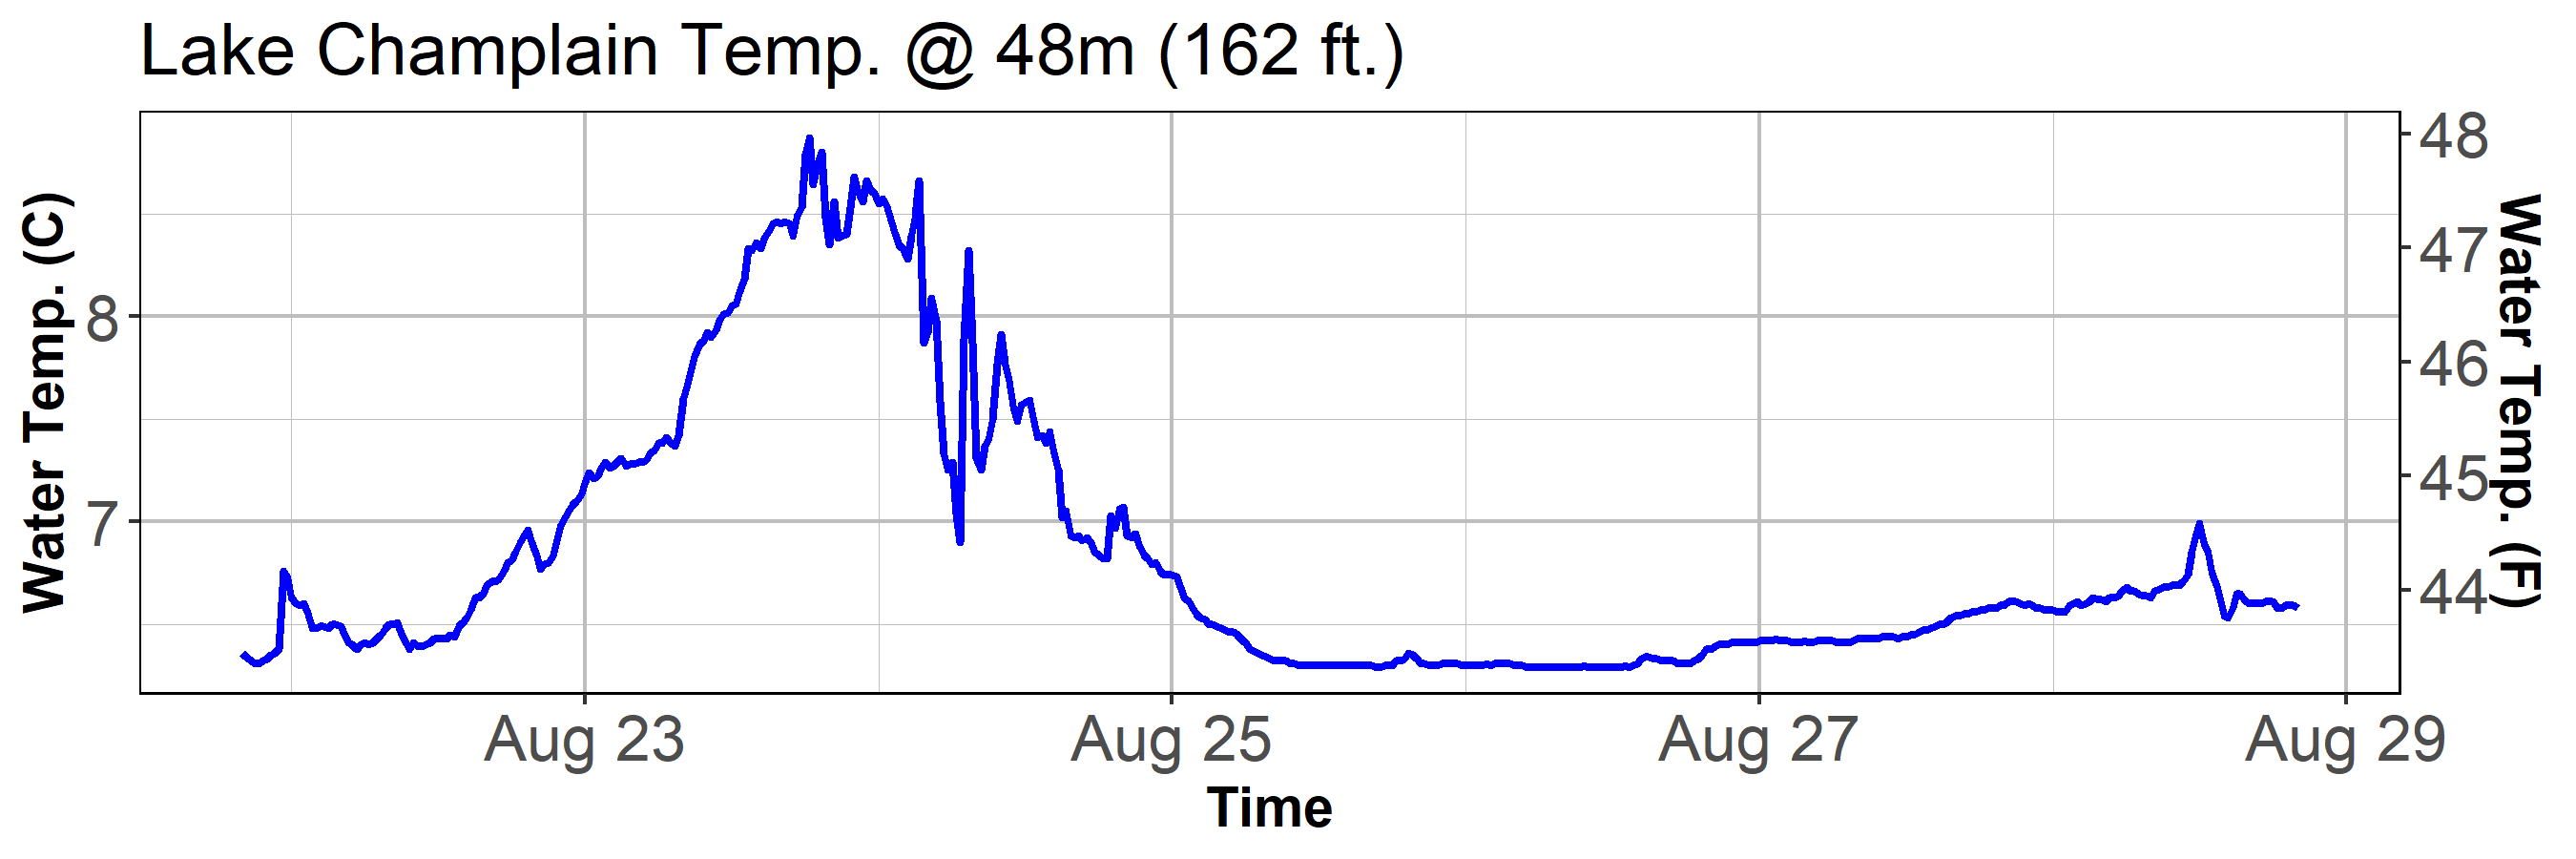 Lake Champlain Temp. @ 48m (162 ft.)
Water Temp. (C)
8
7
48
47
46
45
44
Water Temp. (F)
Aug 23 Aug 25 Aug 27 Aug 29
Time